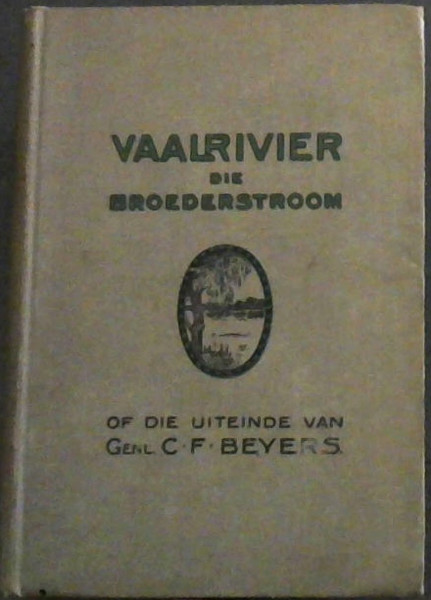 VAALRIVIER
DIE
BROEDERSTROOM
OF DIE UITEINDE VAN
GENL. C·F·BEYERS.